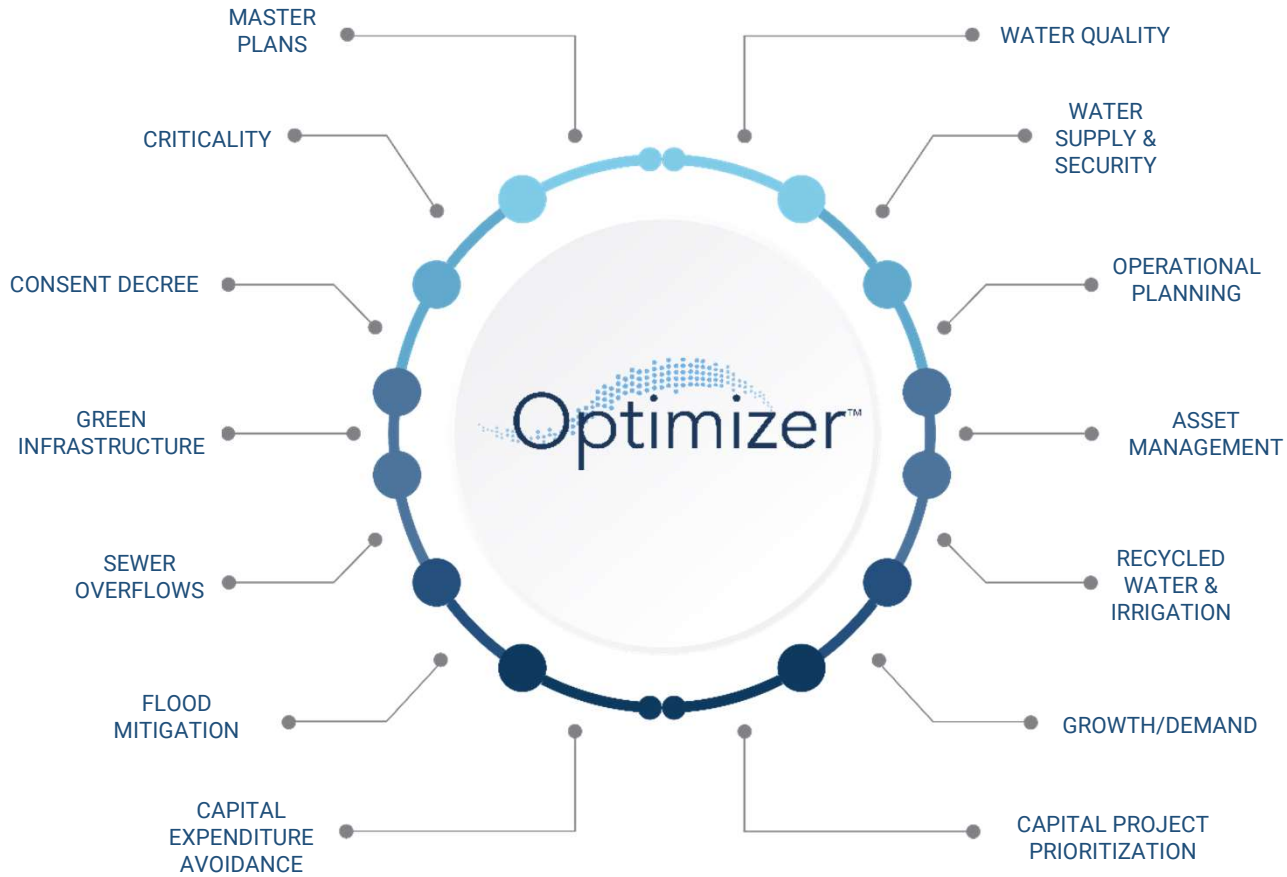 MASTER
PLANS
WATER QUALITY
CRITICALITY
WATER
SUPPLY &
SECURITY
CONSENT DECREE
OPERATIONAL
PLANNING
Optimizer™
GREEN
INFRASTRUCTURE
ASSET
MANAGEMENT
SEWER
OVERFLOWS
RECYCLED
WATER &
IRRIGATION
FLOOD
MITIGATION
GROWTH/DEMAND
CAPITAL
EXPENDITURE
AVOIDANCE
CAPITAL PROJECT
PRIORITIZATION